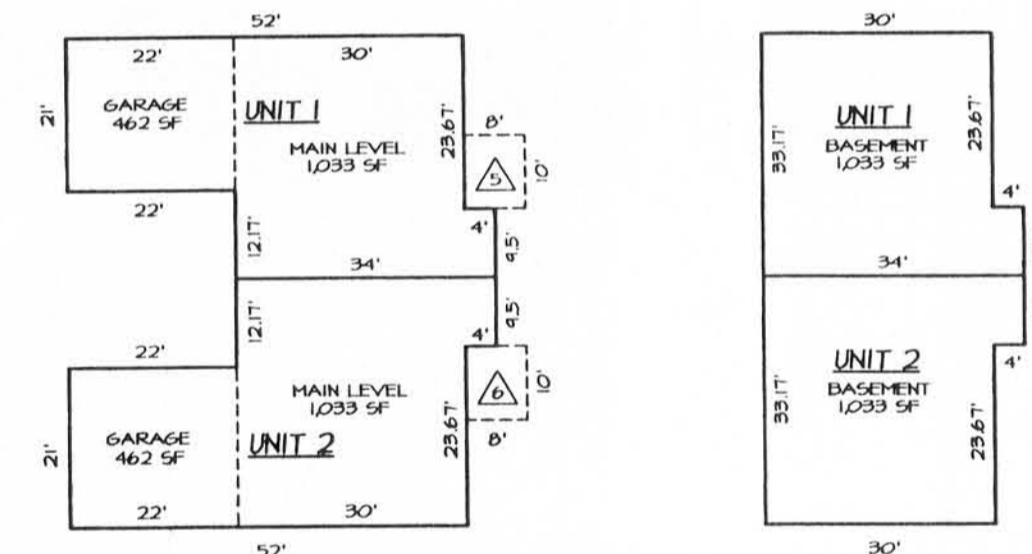 52'
22'
30'
21'
GARAGE
462 SF
UNIT 1
MAIN LEVEL
1,033 SF
23.67'
8'
5
10'
22'
12.17'
4'
9.5'
34'
12.17'
9.5'
22'
4'
MAIN LEVEL
1,033 SF
6
10'
21'
GARAGE
462 SF
UNIT 2
23.67'
8'
22'
30'
52'
30'
33.17'
UNIT 1
BASEMENT
1,033 SF
23.67'
4'
34'
UNIT 2
BASEMENT
1,033 SF
4'
33.17'
23.67'
30'